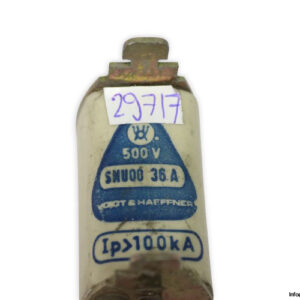 29717
500 V
SNU00 36 A
VOIGT & HAEFFNER
Ip>100kA